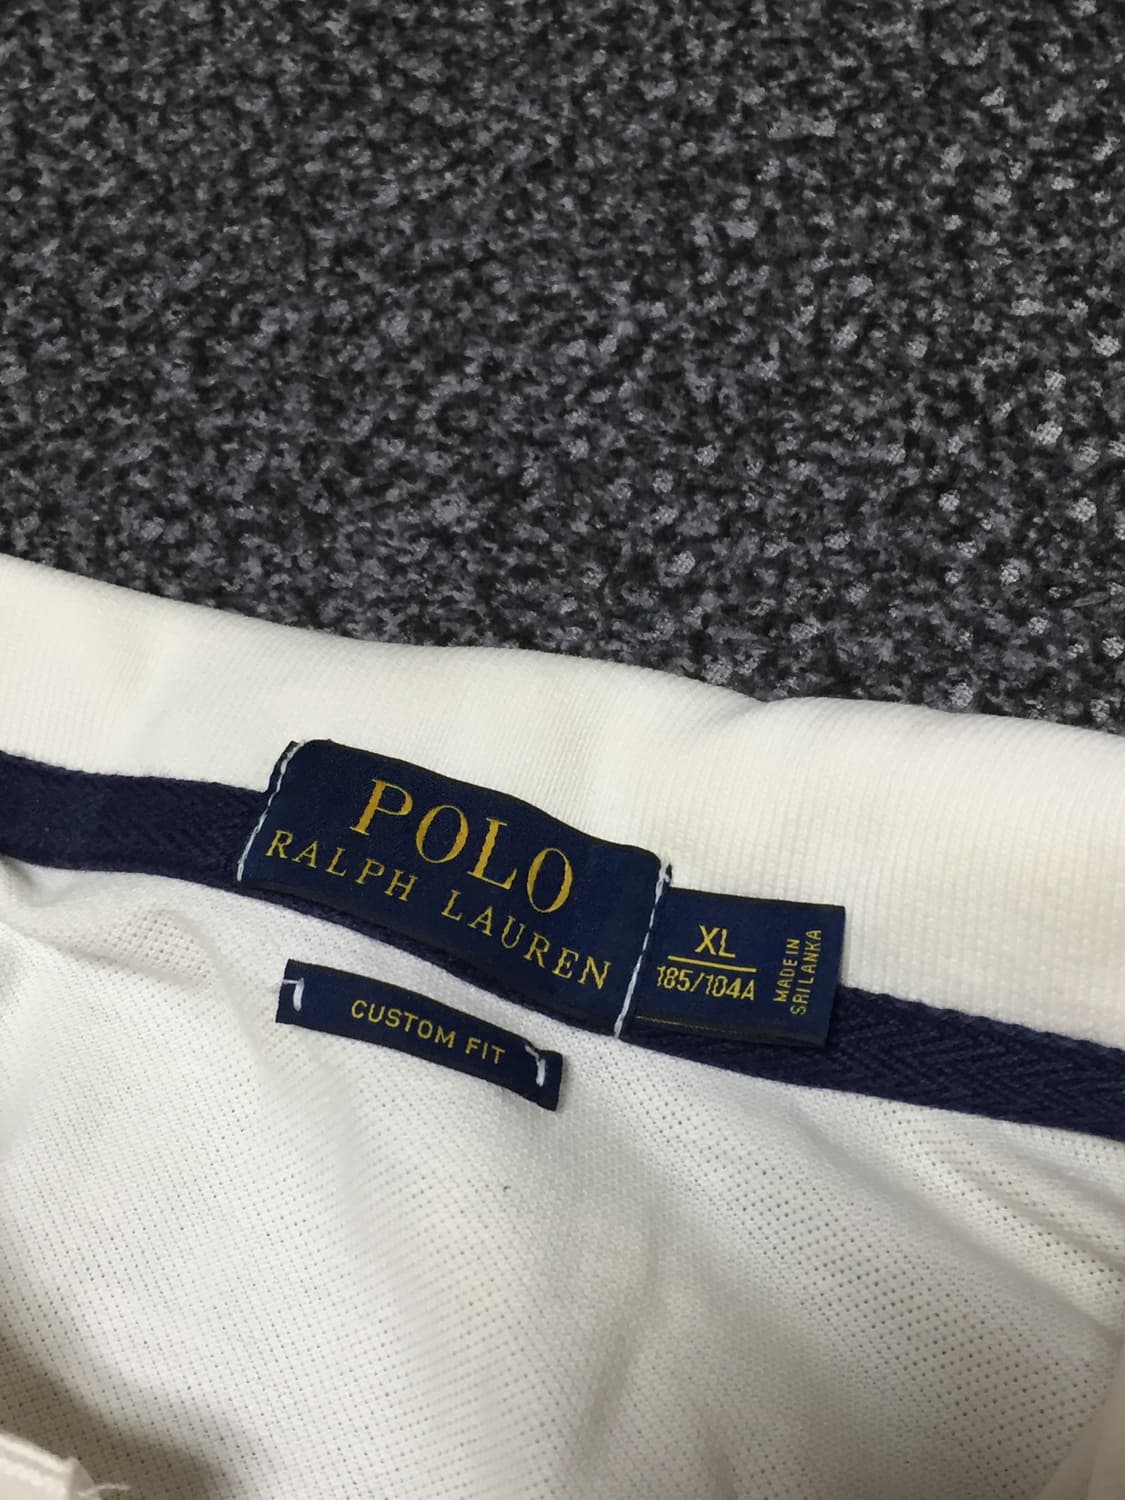 POLO
RALPH LAUREN
XL
185/104A
MADE IN
SRI LANKA
CUSTOM FIT